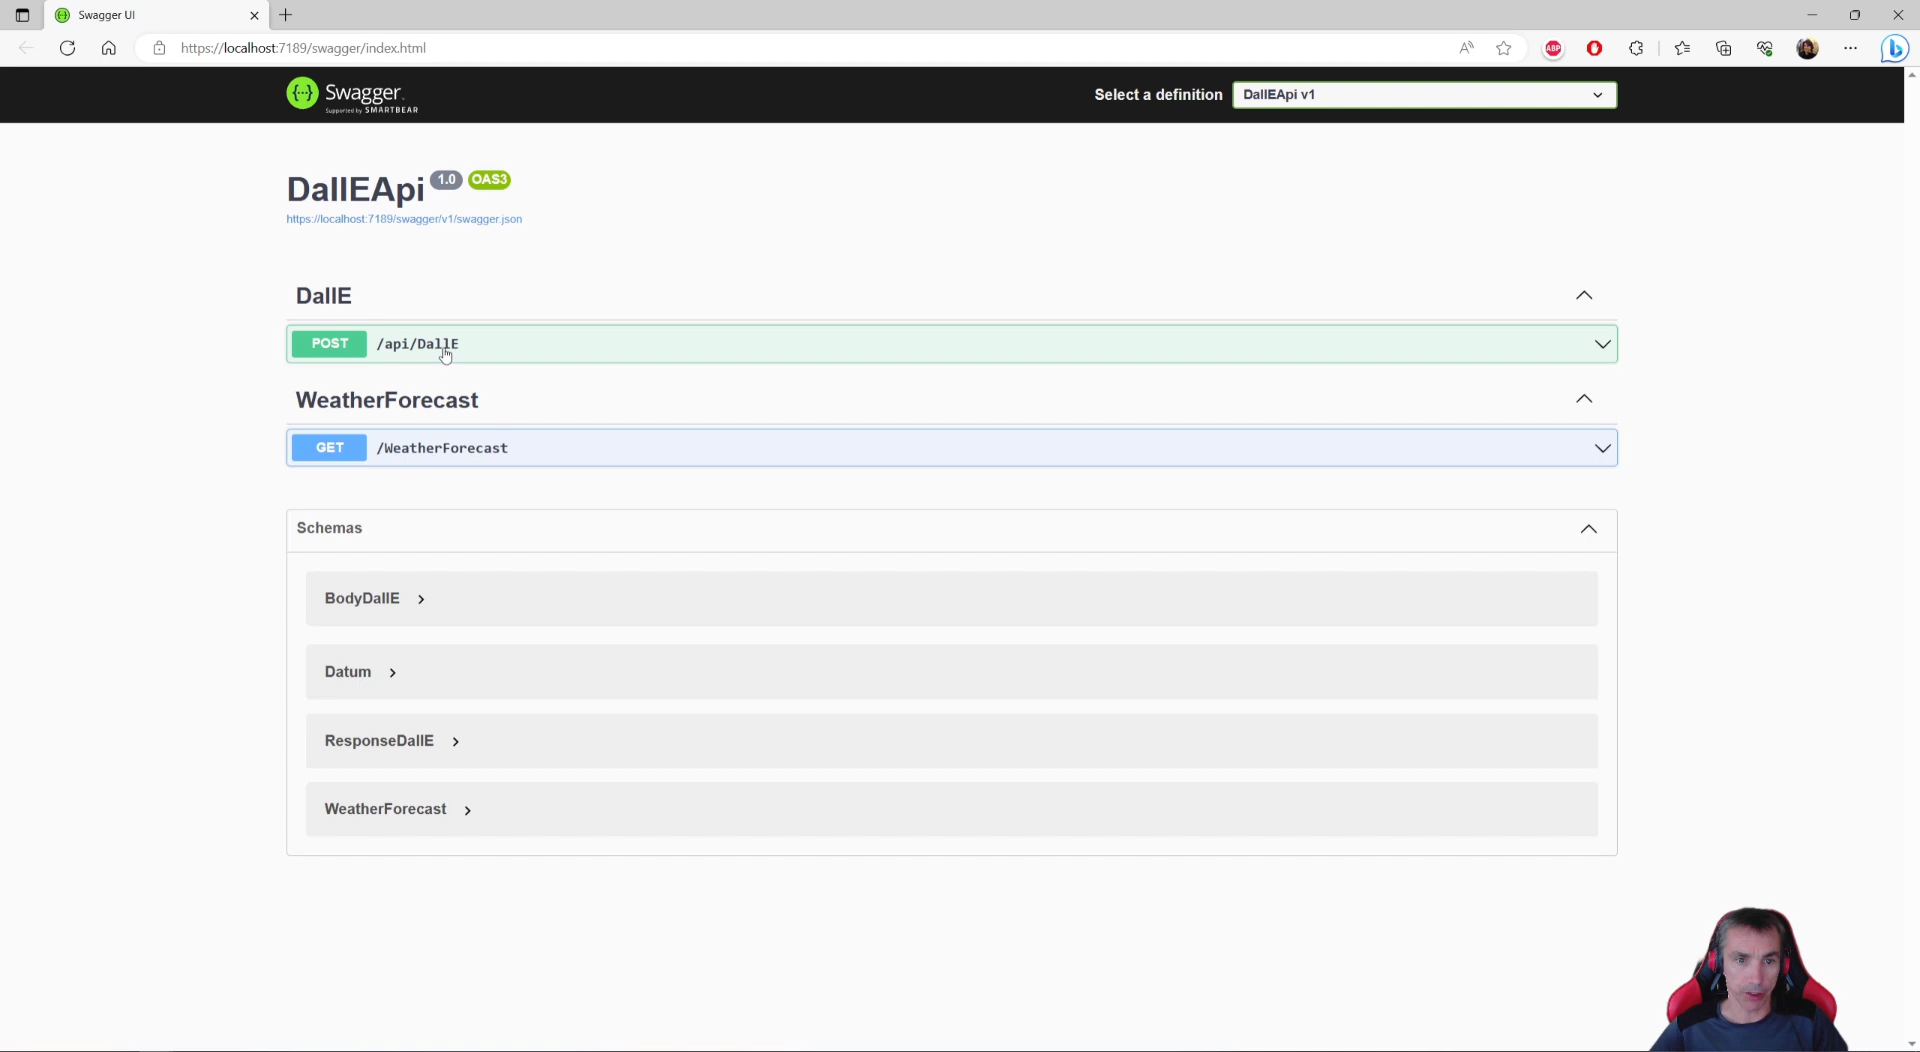 Swagger UI
https://localhost:7189/swagger/index.html
ABP
Swagger
Supported by SMARTBEAR
Select a definition
DallEApi v1
DallEApi 1.0 OAS3
https://localhost:7189/swagger/v1/swagger.json
DallE
POST /api/DallE
WeatherForecast
GET /WeatherForecast
Schemas
BodyDallE
Datum
ResponseDallE
WeatherForecast